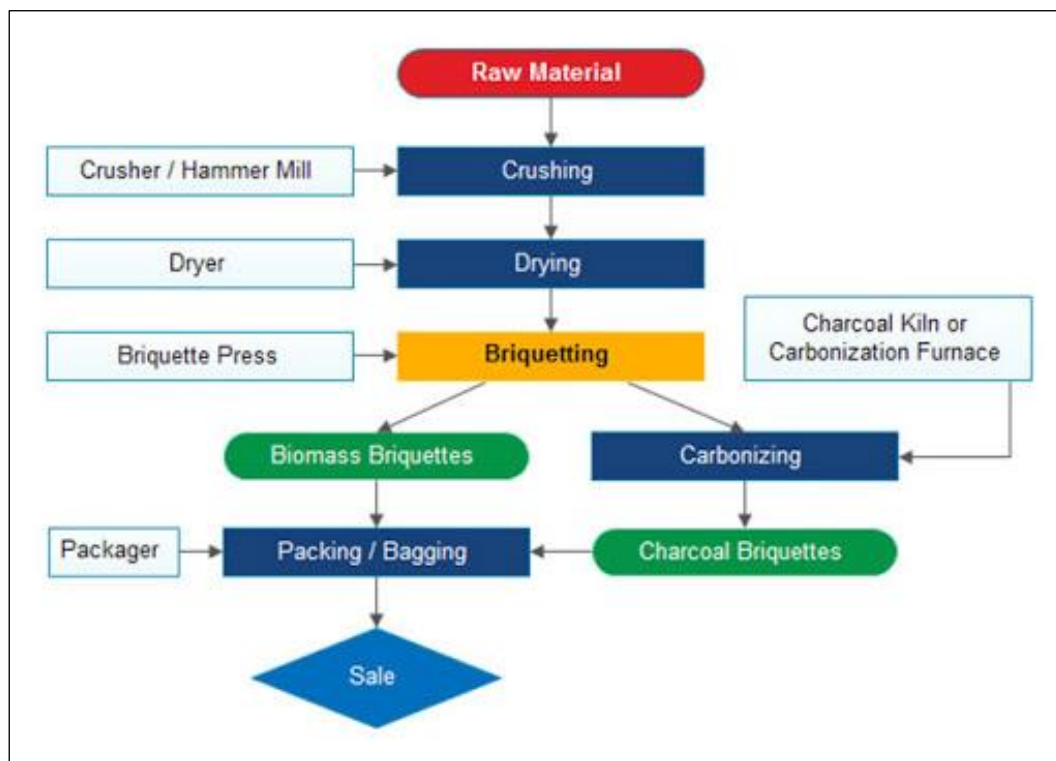 Raw Material
Crusher / Hammer Mill
Crushing
Dryer
Drying
Charcoal Kiln or
Carbonization Furnace
Briquette Press
Briquetting
Biomass Briquettes
Carbonizing
Packager
Packing / Bagging
Charcoal Briquettes
Sale